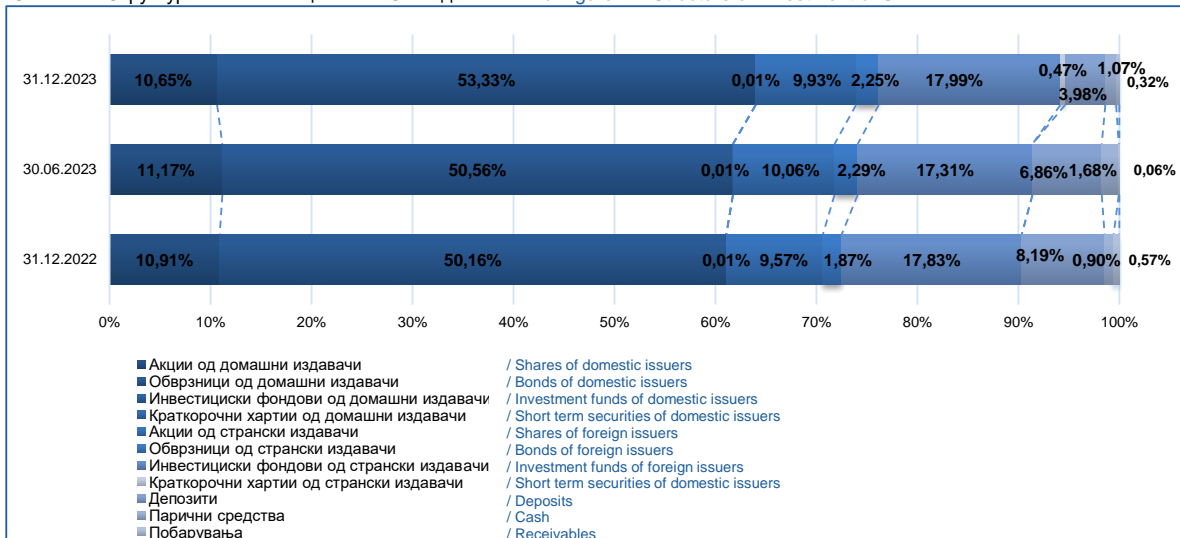 31.12.2023
10,65%
53,33%
0,01%
9,93%
2,25%
17,99%
0,47%
3,98%
1,07%
0,32%
30.06.2023
11,17%
50,56%
0,01%
10,06%
2,29%
17,31%
6,86%
1,68%
0,06%
31.12.2022
10,91%
50,16%
0,01%
9,57%
1,87%
17,83%
8,19%
0,90%
0,57%
0% 10% 20% 30% 40% 50% 60% 70% 80% 90% 100%
Акции од домашни издавачи / Shares of domestic issuers
Обврзници од домашни издавачи / Bonds of domestic issuers
Инвестициски фондови од домашни издавачи / Investment funds of domestic issuers
Краткорочни хартии од домашни издавачи / Short term securities of domestic issuers
Акции од странски издавачи / Shares of foreign issuers
Обврзници од странски издавачи / Bonds of foreign issuers
Инвестициски фондови од странски издавачи / Investment funds of foreign issuers
Краткорочни хартии од странски издавачи / Short term securities of domestic issuers
Депозити / Deposits
Парични средства / Cash
Побарувања / Receivables